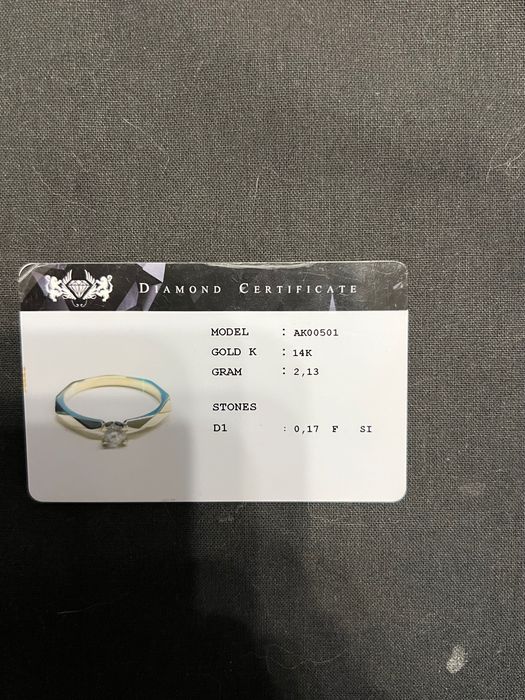 DIAMOND CERTIFICATE
MODEL : AK00501
GOLD K : 14K
GRAM : 2,13
STONES
D1 : 0,17 F SI